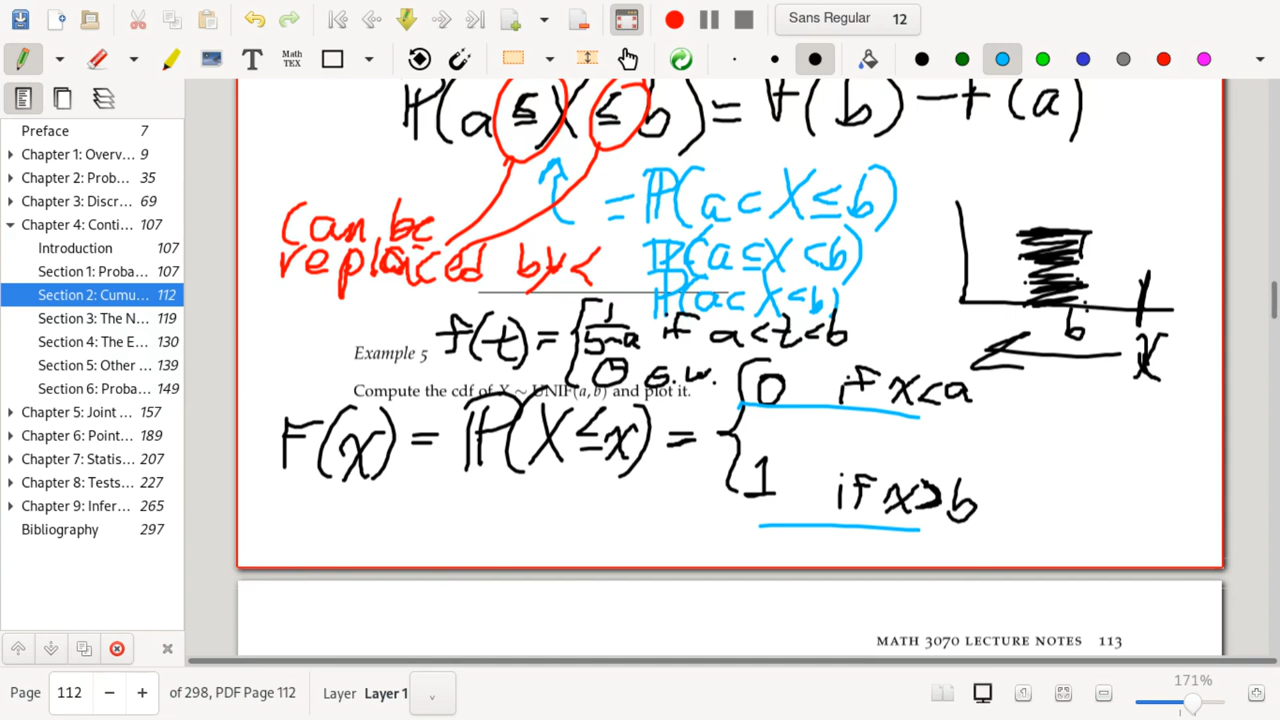 Sans Regular 12
T Math TEX
Preface 7
Chapter 1: Overv... 9
Chapter 2: Prob... 35
Chapter 3: Discr... 69
Chapter 4: Conti... 107
Introduction 107
Section 1: Proba... 107
Section 2: Cumu... 112
Section 3: The N... 119
Section 4: The E... 130
Section 5: Other ... 139
Section 6: Proba... 149
Chapter 5: Joint ... 157
Chapter 6: Point... 189
Chapter 7: Statis... 207
Chapter 8: Tests... 227
Chapter 9: Infer... 265
Bibliography 297
ℙ(a ≤ X ≤ b) = F(b) − F(a)
can be
replaced by <
= ℙ(a < X ≤ b)
ℙ(a ≤ X < b)
ℙ(a < X < b)
b
x
Example 5
f(t) = { 1/b−a if a < t < b
0 o.w.
Compute the cdf of X ∼ UNIF(a, b) and plot it.
F(x) = ℙ(X ≤ x) = { 0 if x < a
1 if x > b
MATH 3070 LECTURE NOTES 113
Page 112 of 298, PDF Page 112 Layer Layer 1 171%